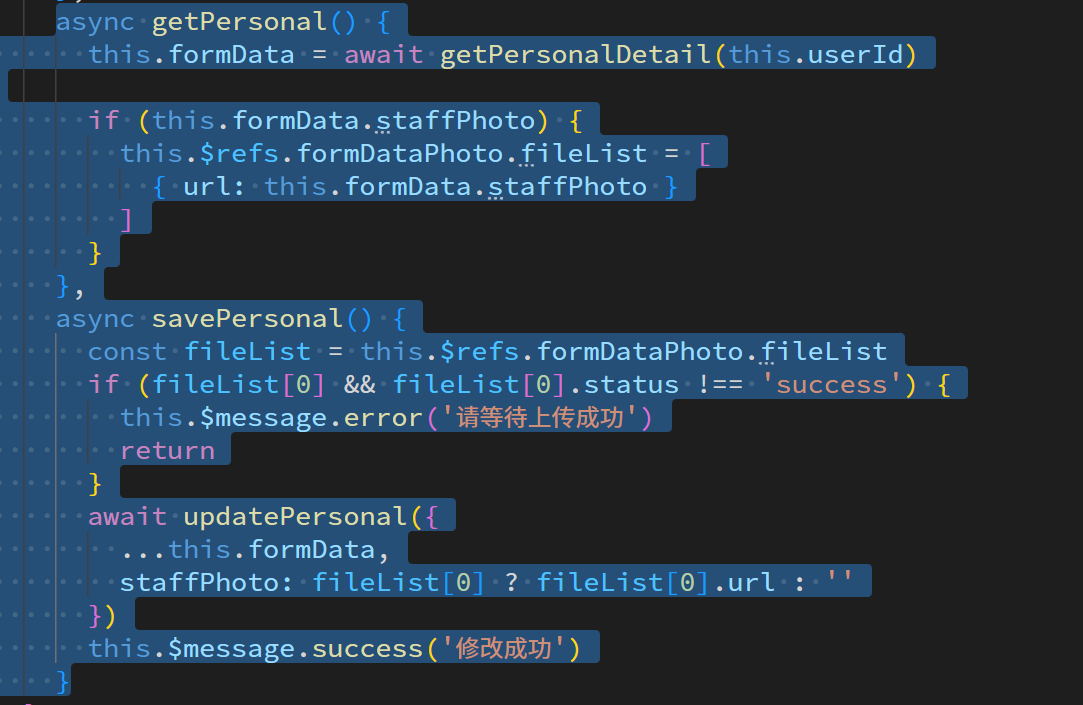 async getPersonal() {
this.formData = await getPersonalDetail(this.userId)
if (this.formData.staffPhoto) {
this.$refs.formDataPhoto.fileList = [
{ url: this.formData.staffPhoto }
]
}
},
async savePersonal() {
const fileList = this.$refs.formDataPhoto.fileList
if (fileList[0] && fileList[0].status !== 'success') {
this.$message.error('请等待上传成功')
return
}
await updatePersonal({
...this.formData,
staffPhoto: fileList[0] ? fileList[0].url : ''
})
this.$message.success('修改成功')
}